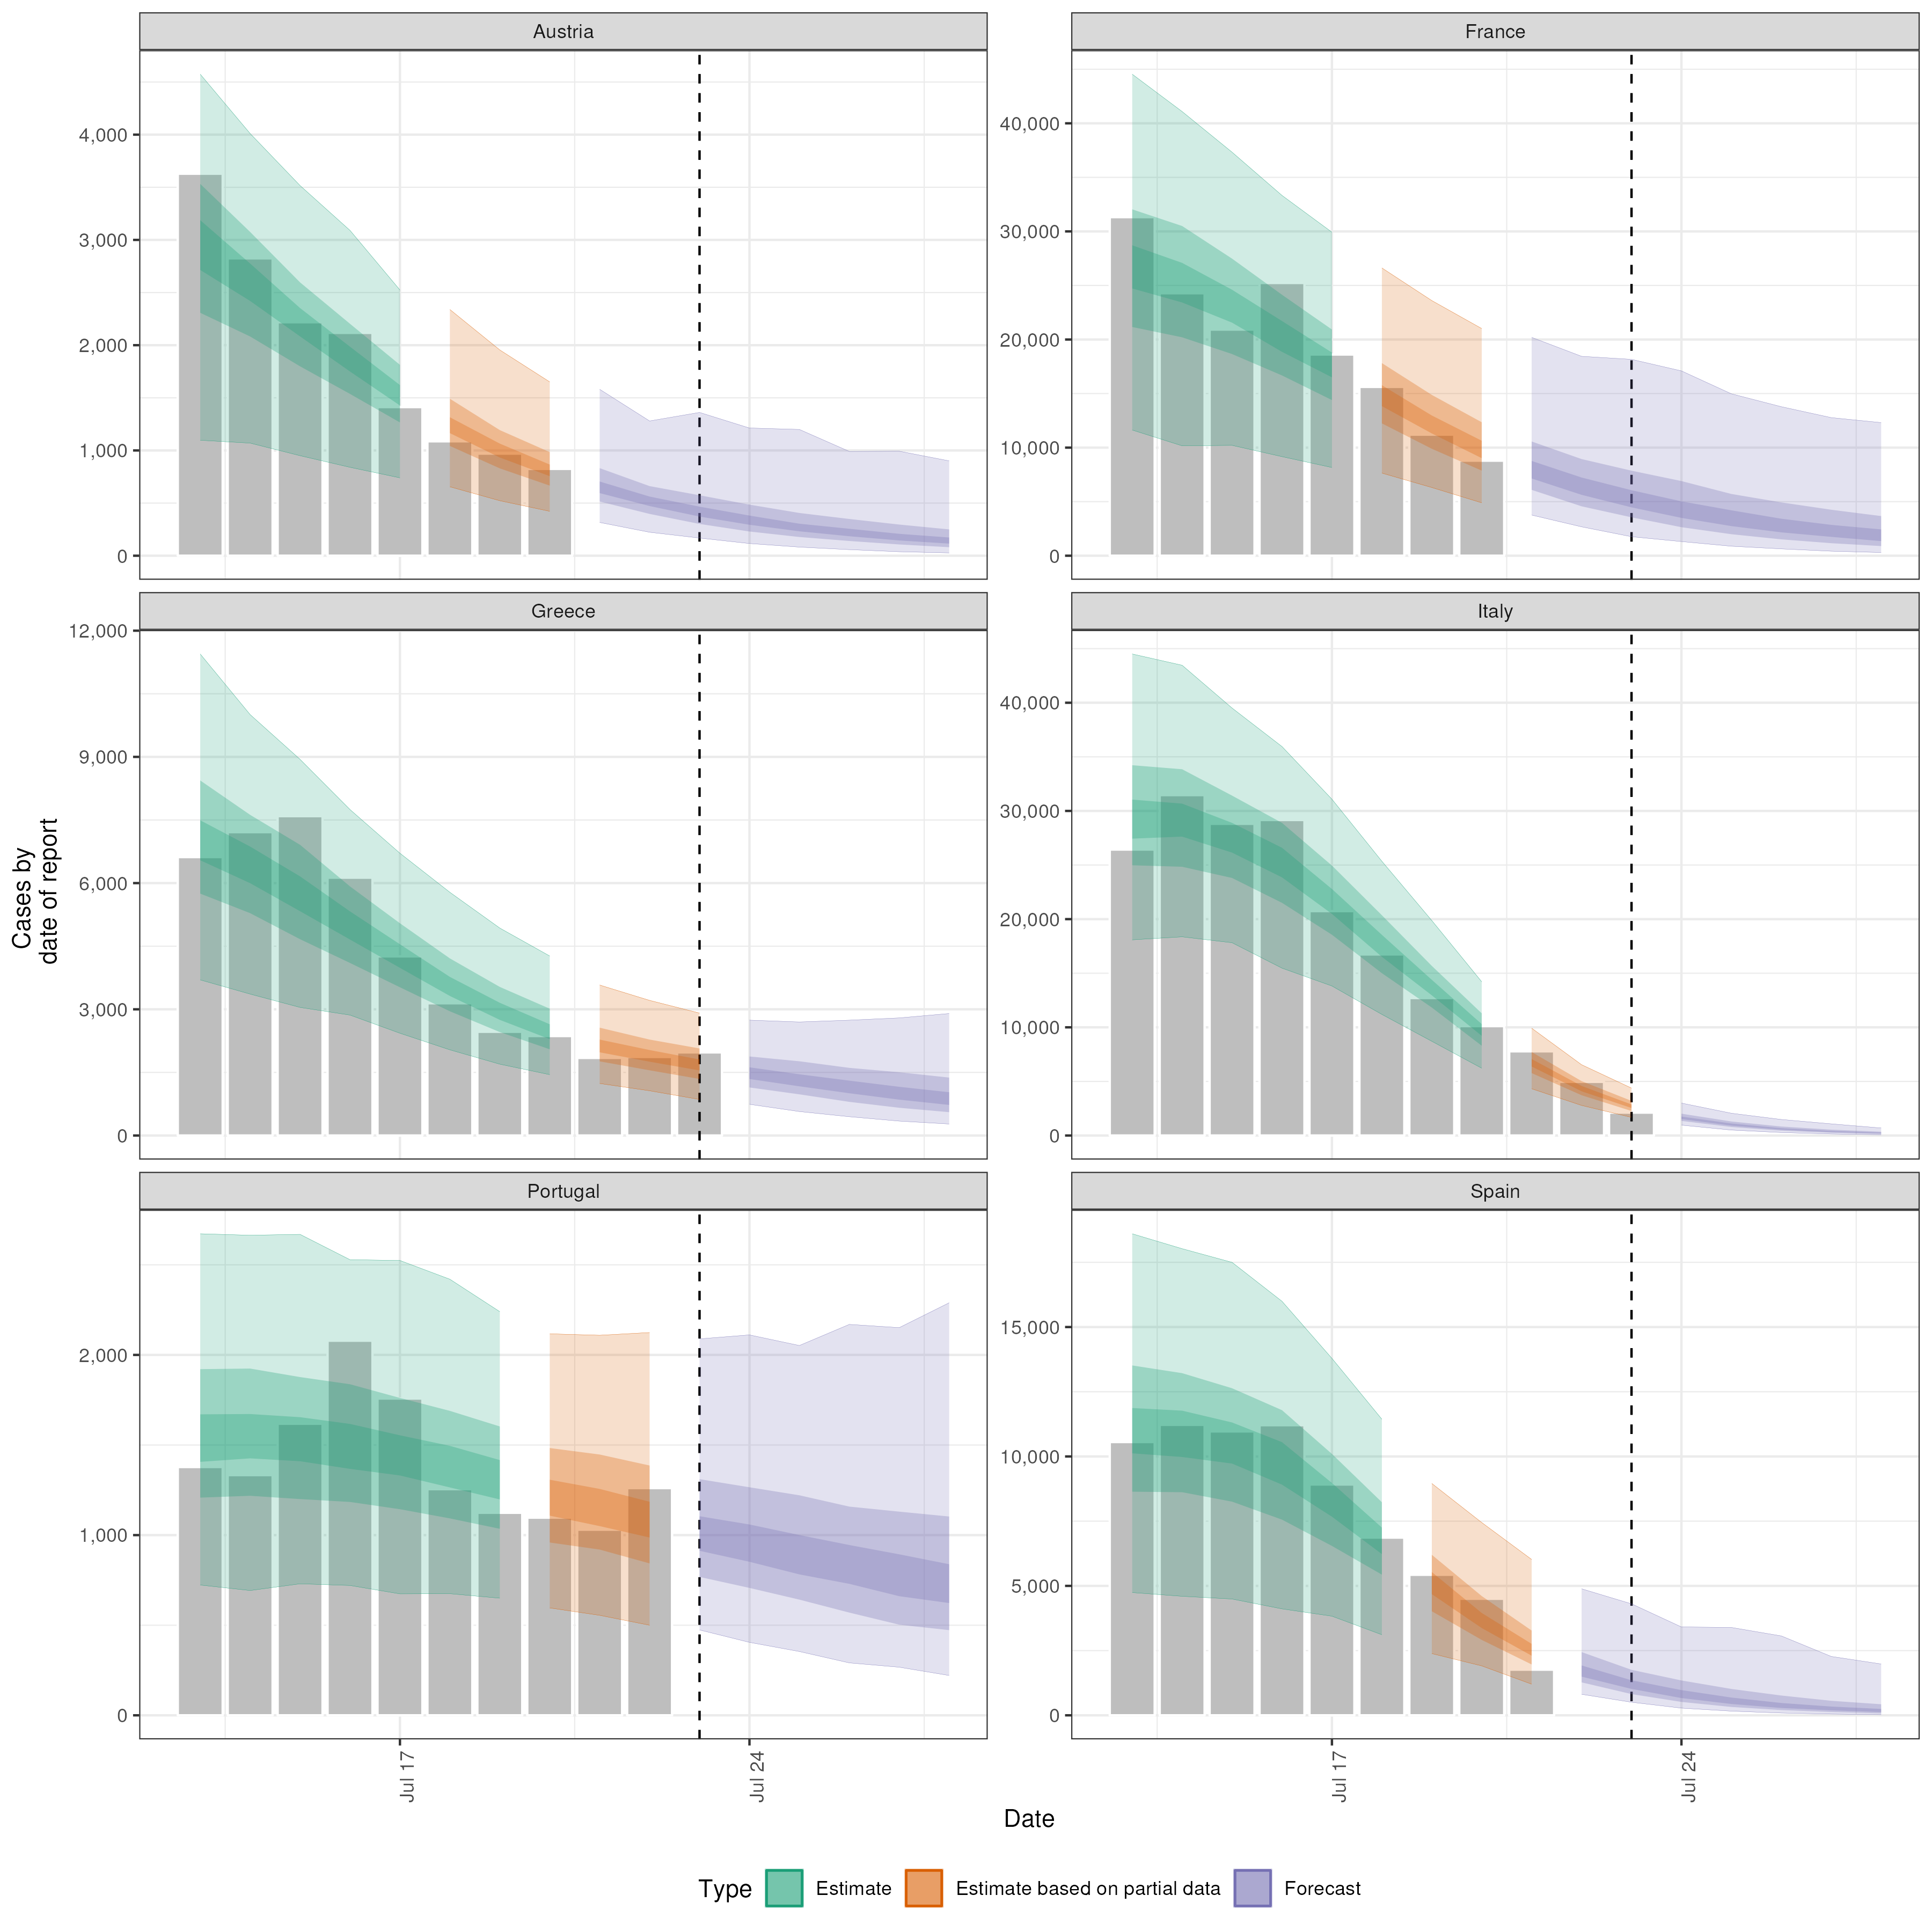 Austria
France
4,000
3,000
2,000
1,000
0
40,000
30,000
20,000
10,000
0
Greece
Italy
12,000
9,000
6,000
3,000
0
40,000
30,000
20,000
10,000
0
Cases by
date of report
Portugal
Spain
2,000
1,000
0
15,000
10,000
5,000
0
Jul 17
Jul 24
Jul 17
Jul 24
Date
Type
Estimate
Estimate based on partial data
Forecast